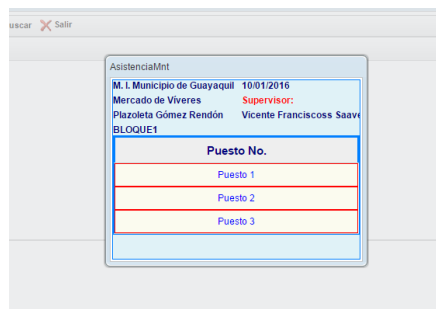 uscar Salir
AsistenciaMnt
M. I. Municipio de Guayaquil 10/01/2016
Mercado de Víveres Supervisor:
Plazoleta Gómez Rendón Vicente Franciscoss Saave
BLOQUE1
Puesto No.
Puesto 1
Puesto 2
Puesto 3